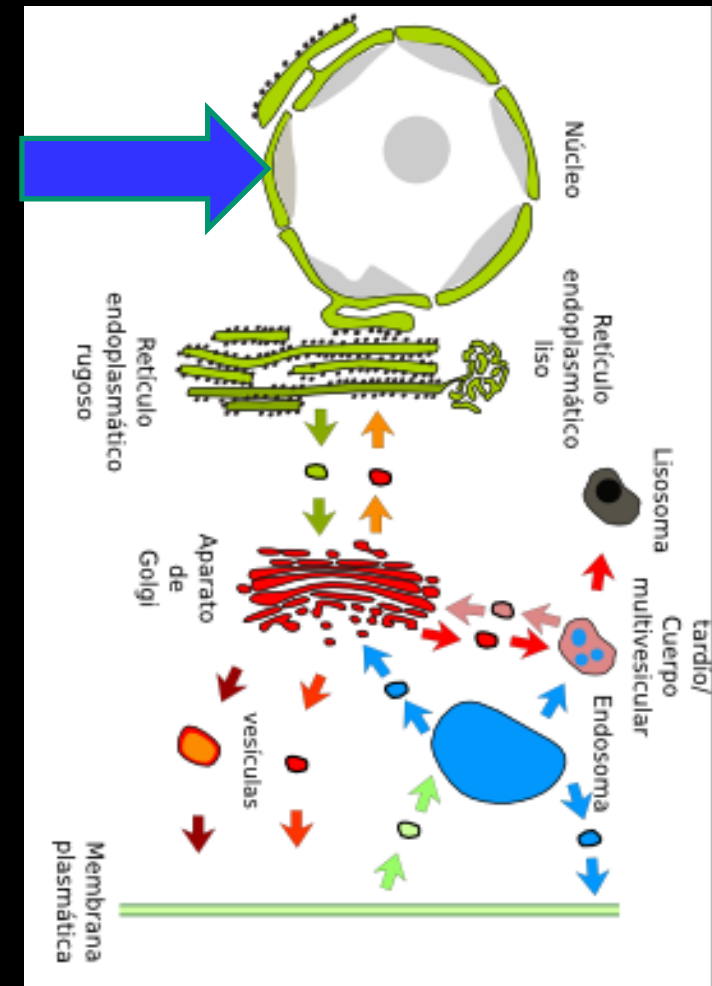 Núcleo
Retículo
endoplasmático
liso
Retículo
endoplasmático
rugoso
Lisosoma
tardío/
Cuerpo
multivesicular
Aparato
de
Golgi
Endosoma
vesículas
Membrana
plasmática